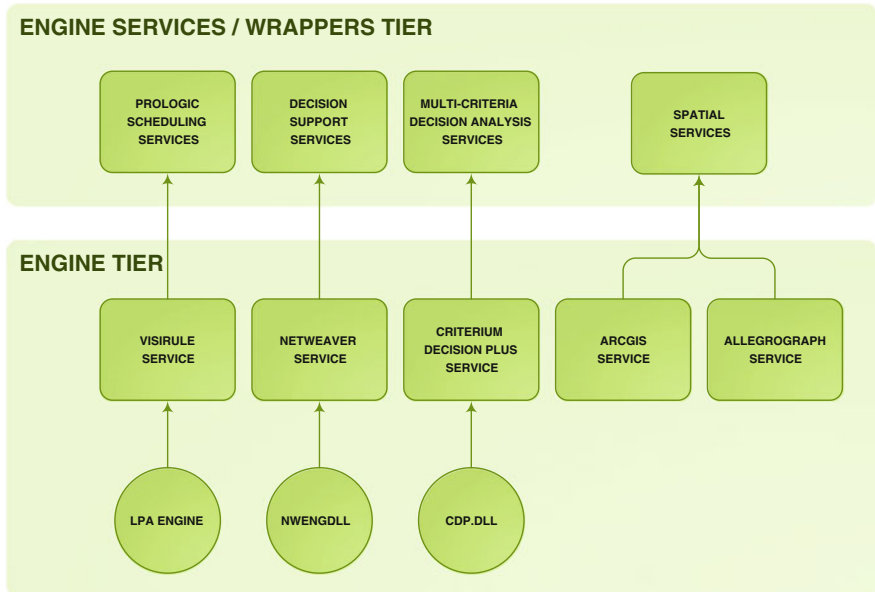 ENGINE SERVICES / WRAPPERS TIER
PROLOGIC
SCHEDULING
SERVICES
DECISION
SUPPORT
SERVICES
MULTI-CRITERIA
DECISION ANALYSIS
SERVICES
SPATIAL
SERVICES
ENGINE TIER
VISIRULE
SERVICE
NETWEAVER
SERVICE
CRITERIUM
DECISION PLUS
SERVICE
ARCGIS
SERVICE
ALLEGROGRAPH
SERVICE
LPA ENGINE
NWENGDLL
CDP.DLL